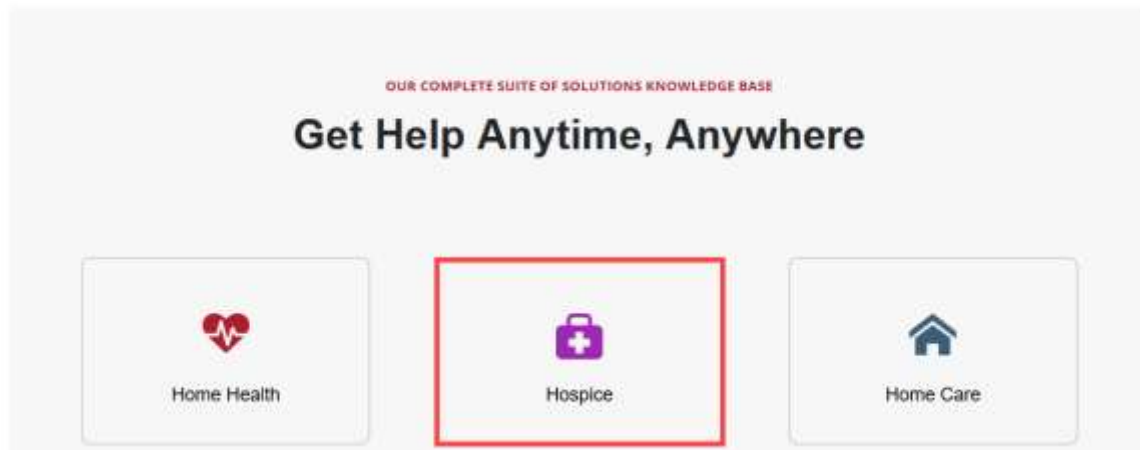 OUR COMPLETE SUITE OF SOLUTIONS KNOWLEDGE BASE
Get Help Anytime, Anywhere
Home Health
Hospice
Home Care